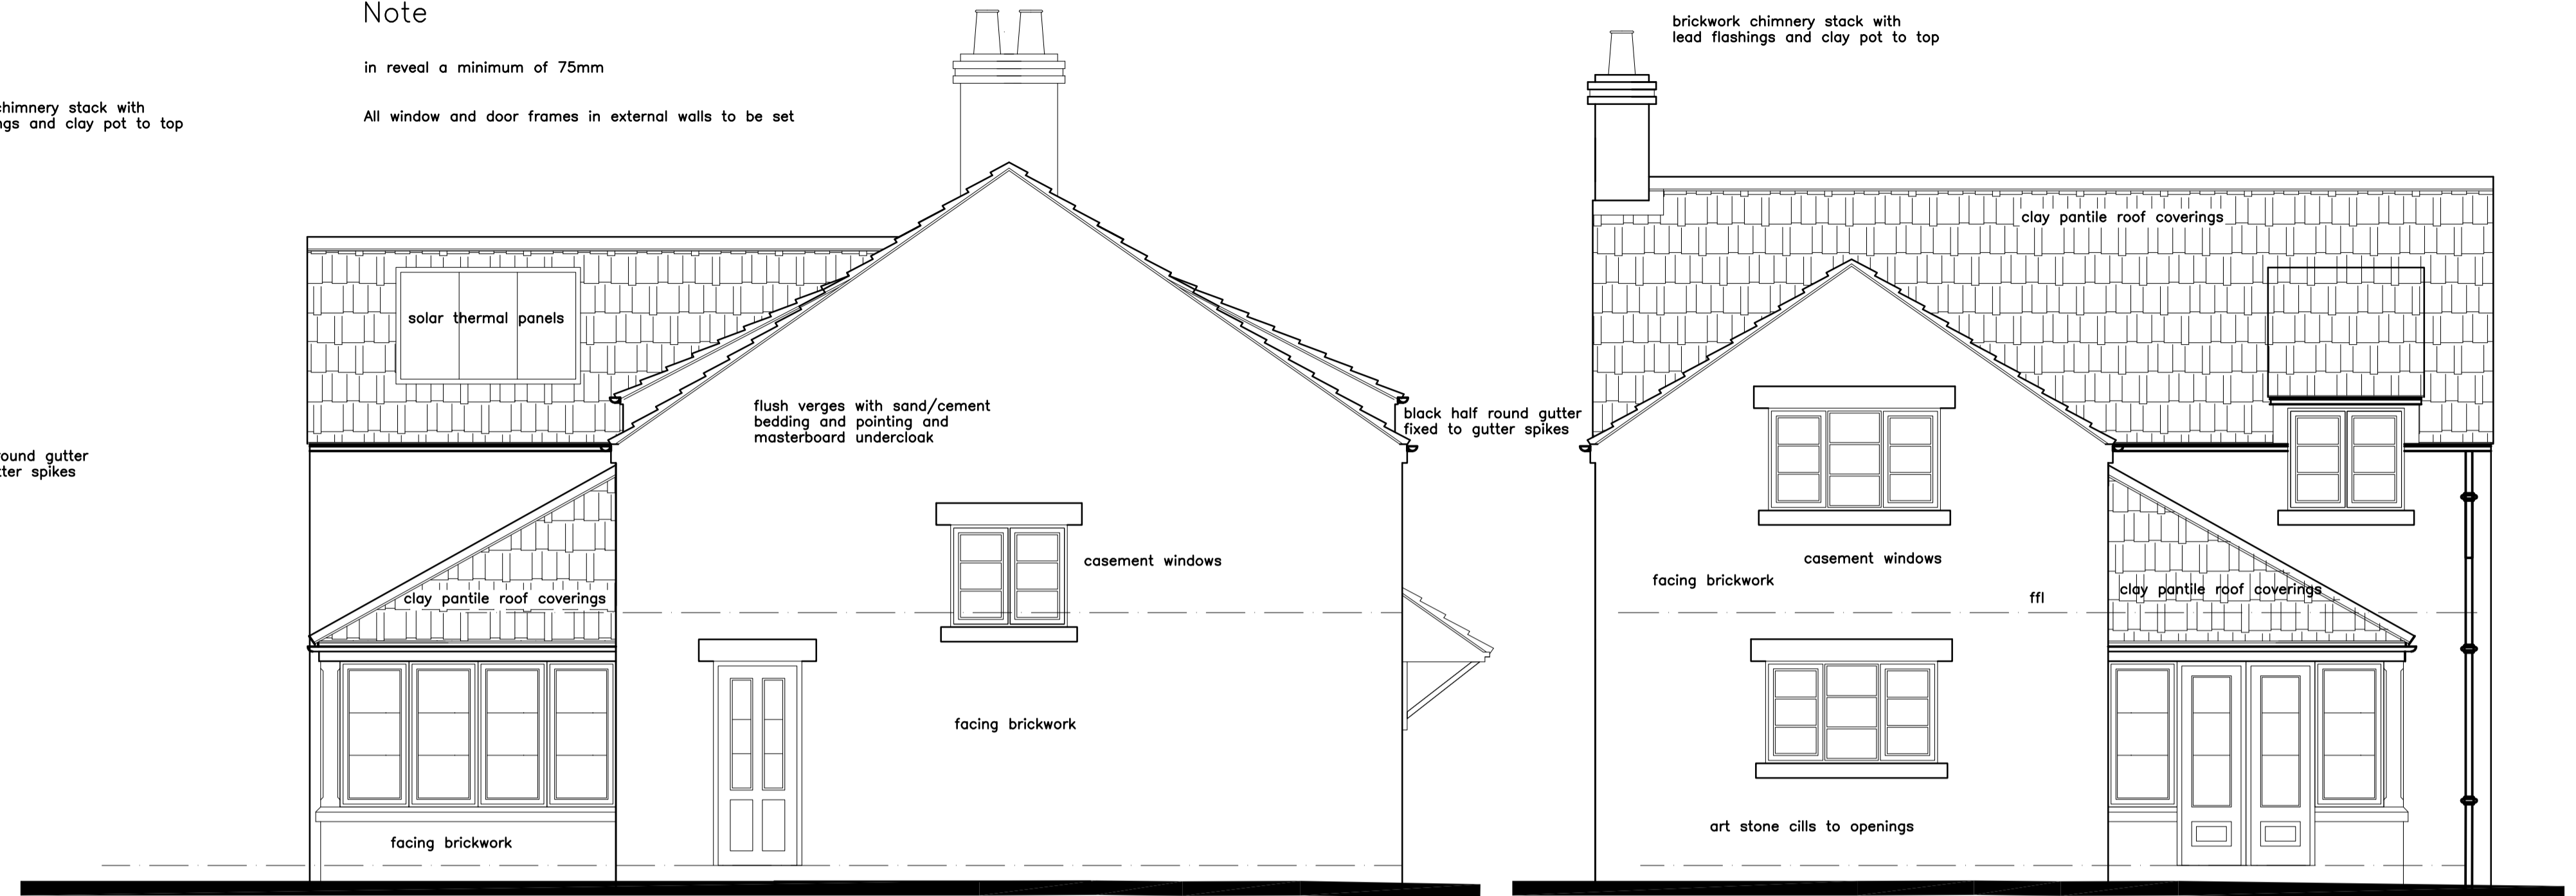 Note
in reveal a minimum of 75mm
All window and door frames in external walls to be set
chimnery stack with
ngs and clay pot to top
round gutter
tter spikes
solar thermal panels
flush verges with sand/cement
bedding and pointing and
masterboard undercloak
casement windows
clay pantile roof coverings
facing brickwork
facing brickwork
brickwork chimnery stack with
lead flashings and clay pot to top
clay pantile roof coverings
black half round gutter
fixed to gutter spikes
casement windows
facing brickwork
ffl
clay pantile roof coverings
art stone cills to openings